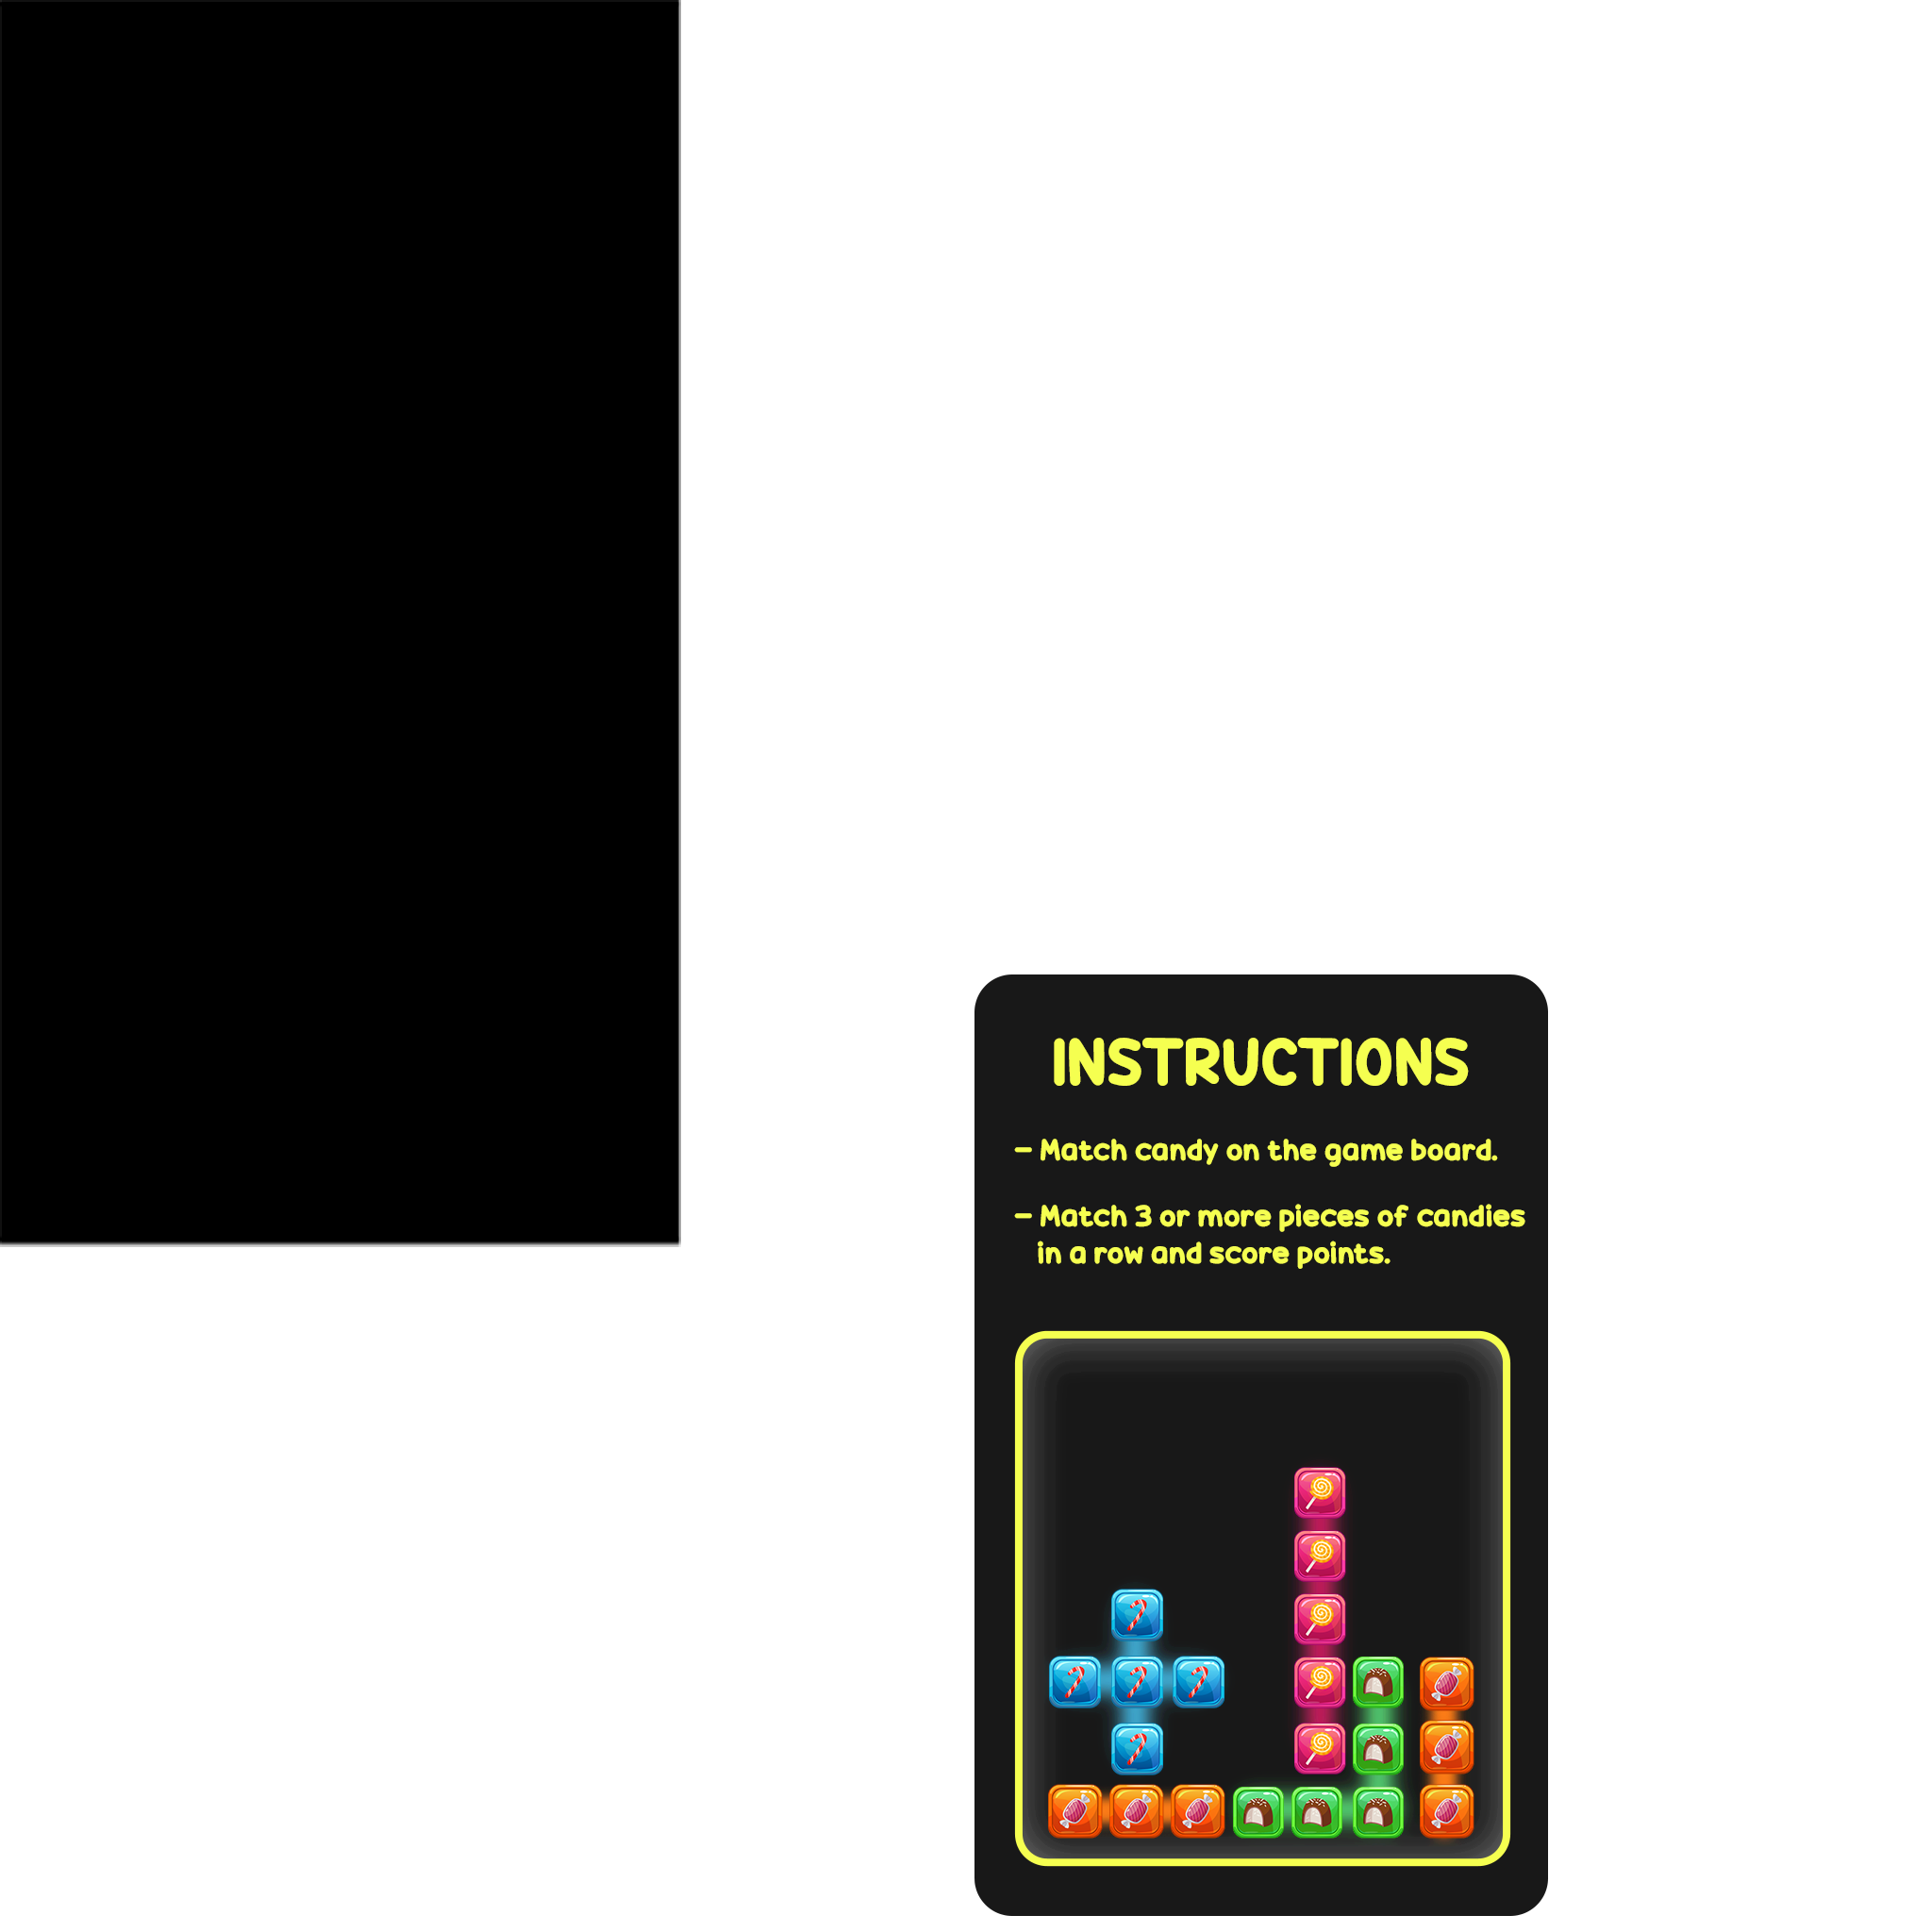 INSTRUCTIONS
- Match candy on the game board.
- Match 3 or more pieces of candies
in a row and score points.